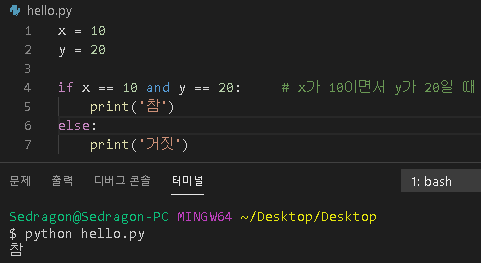 hello.py
1 x = 10
2 y = 20
3
4 if x == 10 and y == 20: # x가 10이면서 y가 20일 때
5 print('참')
6 else:
7 print('거짓')
문제 출력 디버그 콘솔 터미널 1: bash
Sedragon@Sedragon-PC MINGW64 ~/Desktop/Desktop
$ python hello.py
참